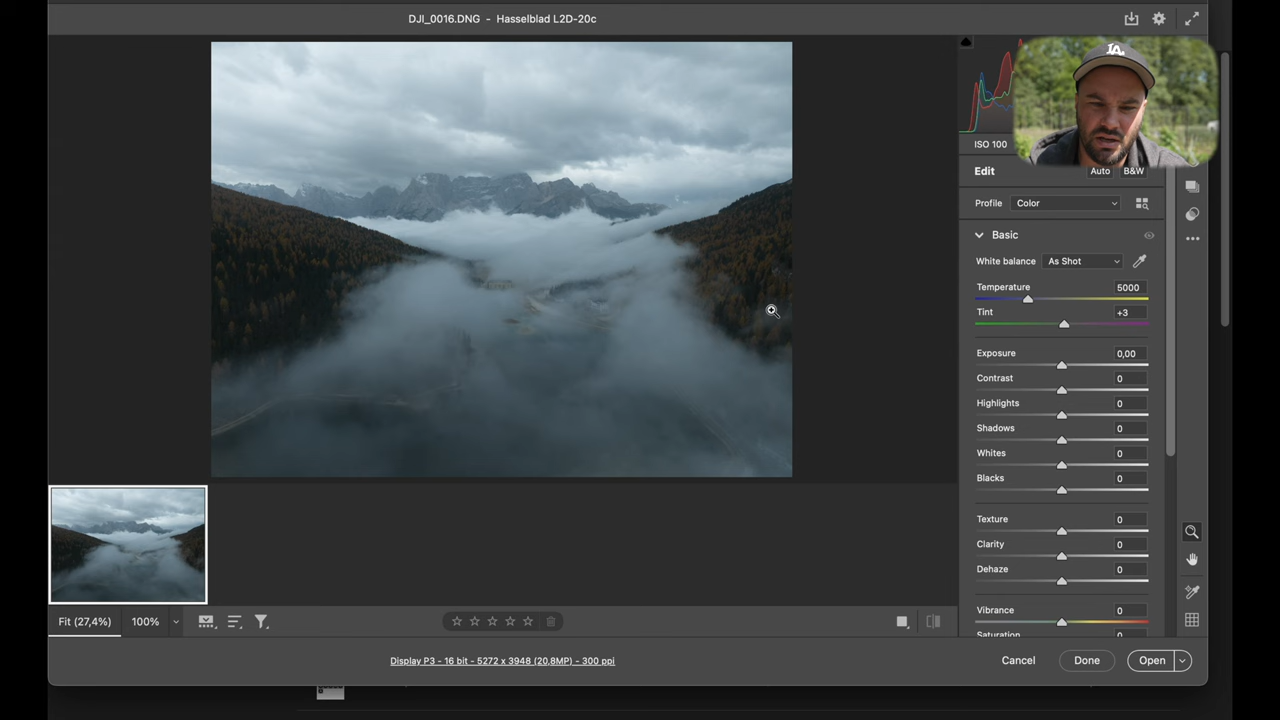 DJI_0016.DNG - Hasselblad L2D-20c
LA
ISO 100
Edit
Auto
B&W
Profile
Color
Basic
White balance
As Shot
Temperature
5000
Tint
+3
Exposure
0,00
Contrast
0
Highlights
0
Shadows
0
Whites
0
Blacks
0
Texture
0
Clarity
0
Dehaze
0
Vibrance
0
Saturation
0
Fit (27,4%)
100%
Display P3 - 16 bit - 5272 x 3948 (20,8MP) - 300 ppi
Cancel
Done
Open